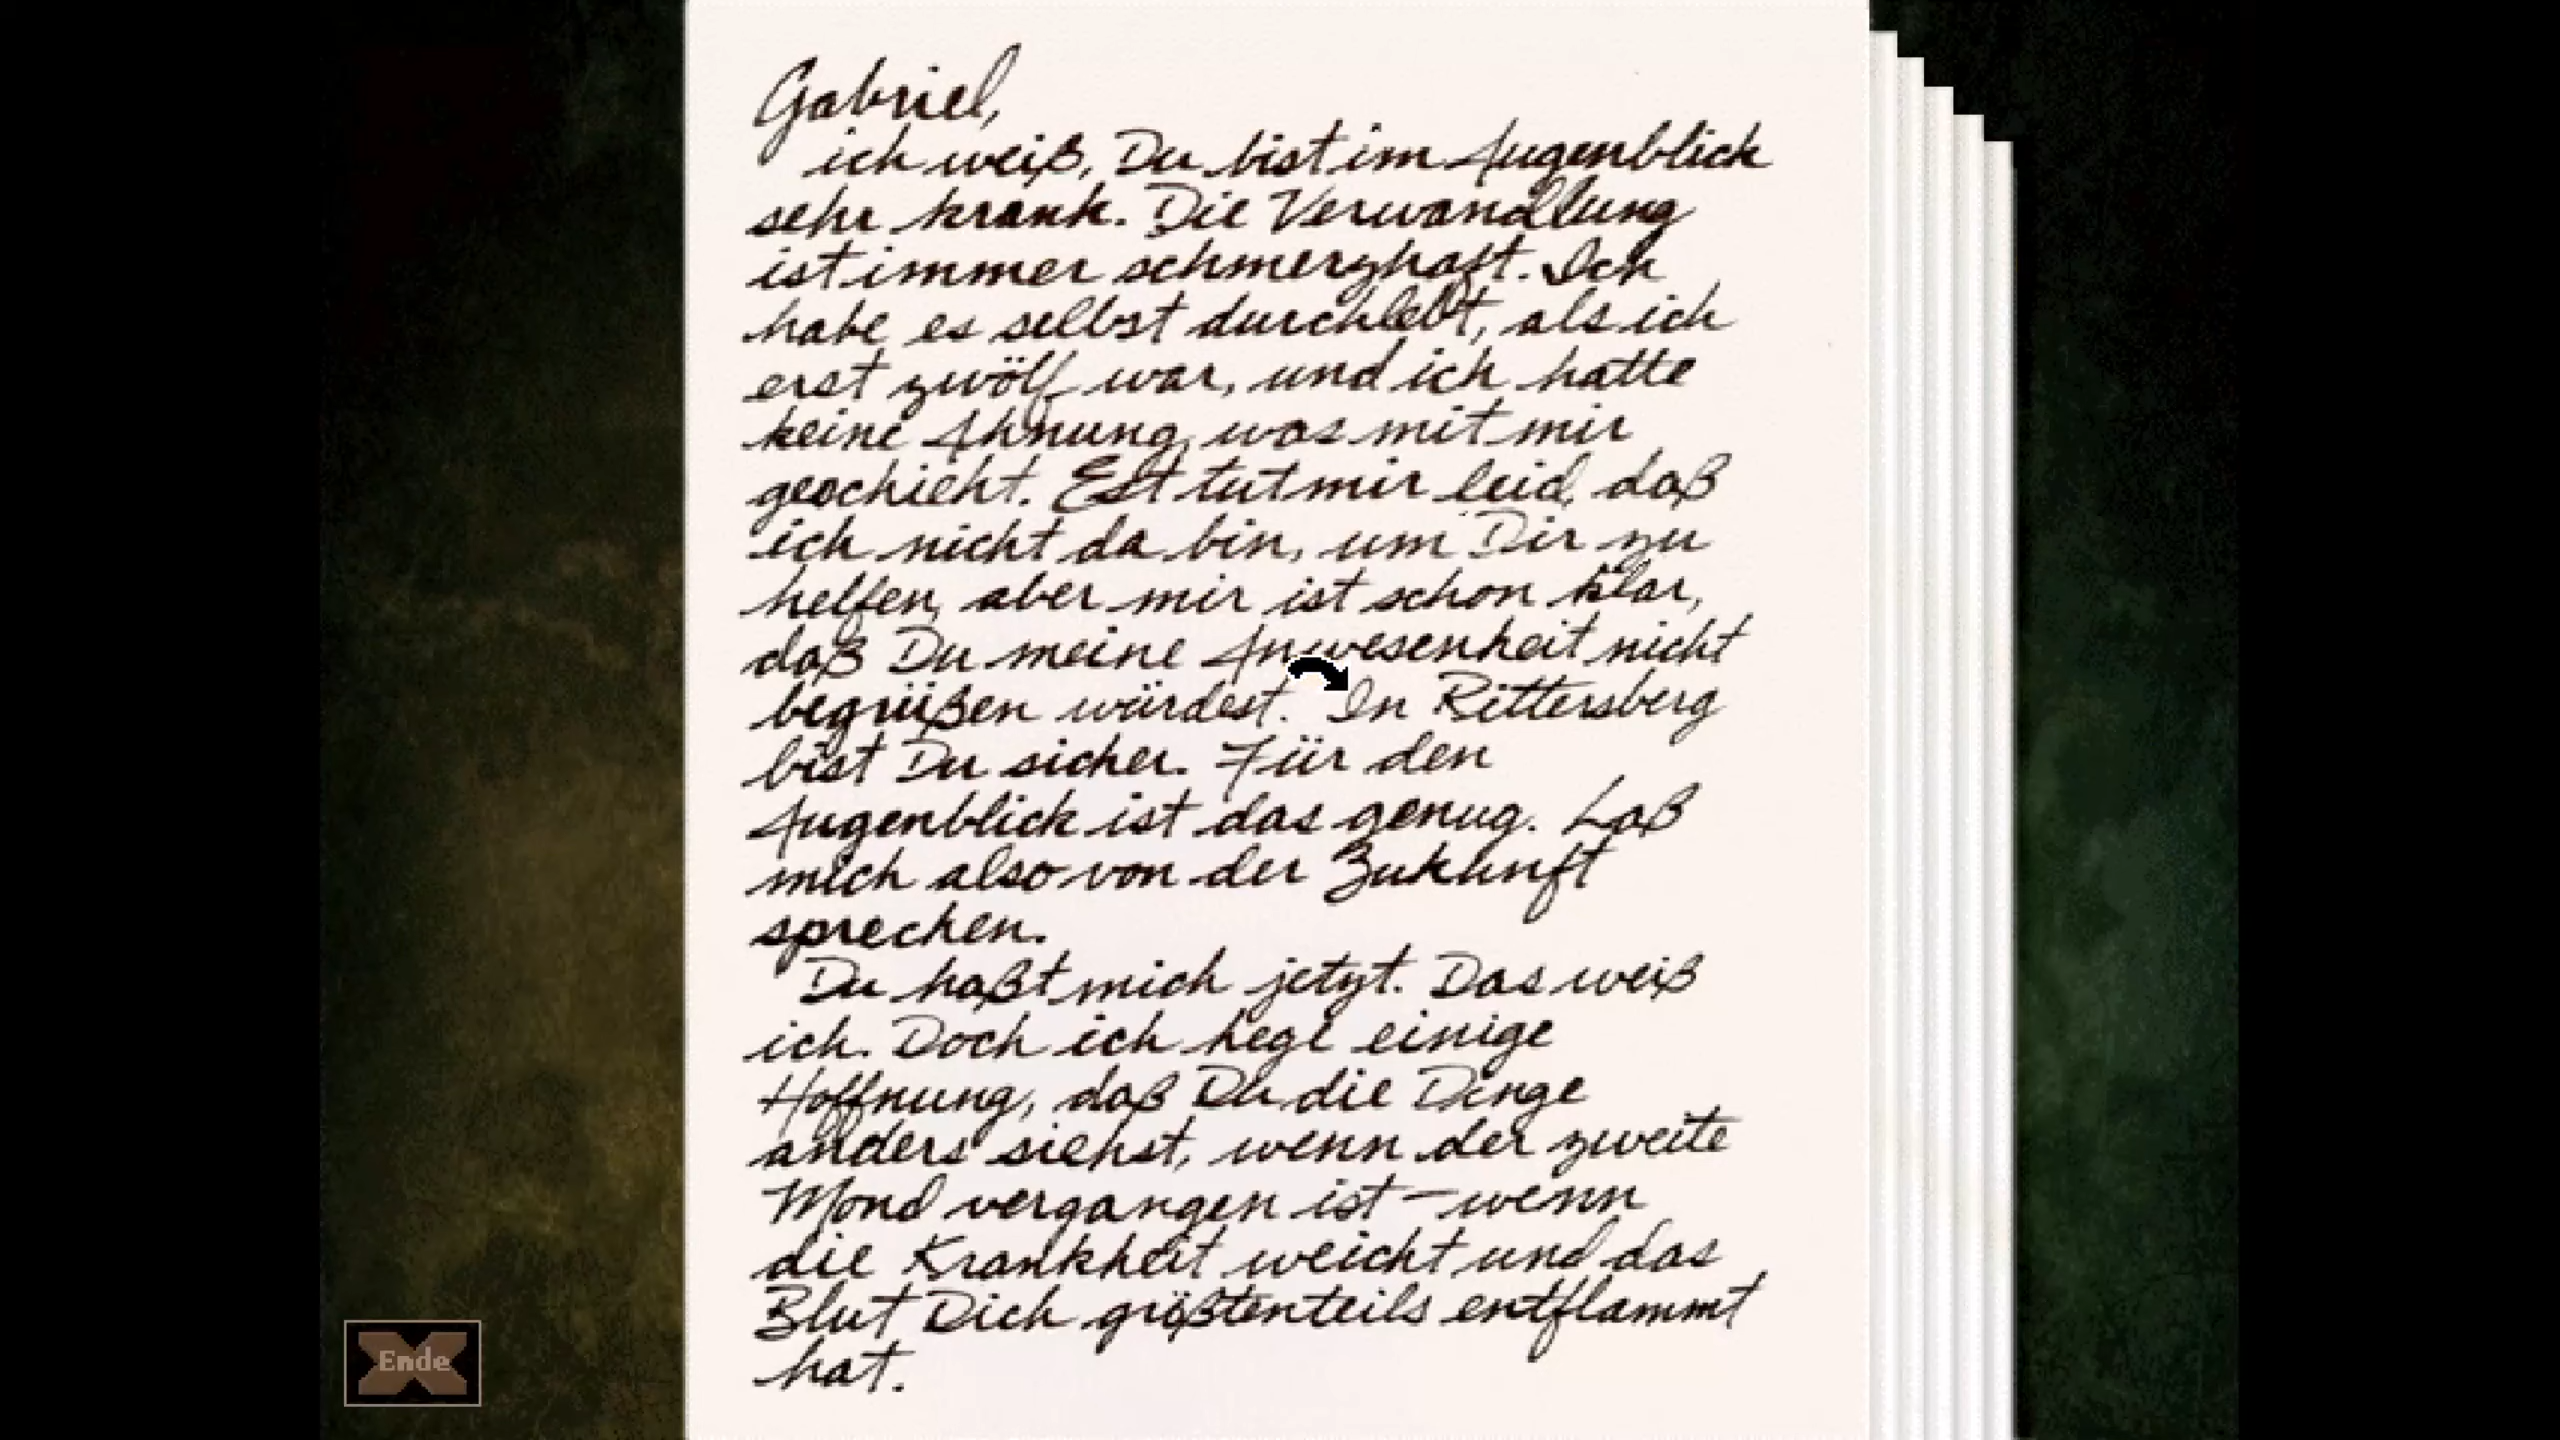 Gabriel,
ich weiß, Du bist im Augenblick
sehr krank. Die Verwandlung
ist immer schmerzhaft. Ich
habe es selbst durchlebt, als ich
erst zwölf war, und ich hatte
keine Ahnung, was mit mir
geschieht. Est tut mir leid, daß
ich nicht da bin, um Dir zu
helfen, aber mir ist schon klar,
daß Du meine Anwesenheit nicht
begrüßen würdest. In Rittersberg
bist Du sicher. Für den
Augenblick ist das genug. Laß
mich also von der Zukunft
sprechen.
Du haßt mich jetzt. Das weiß
ich. Doch ich hege einige
Hoffnung, daß Du die Dinge
anders siehst, wenn der zweite
Mond vergangen ist – wenn
die Krankheit weicht und das
Blut Dich größtenteils entflammt
hat.
Ende